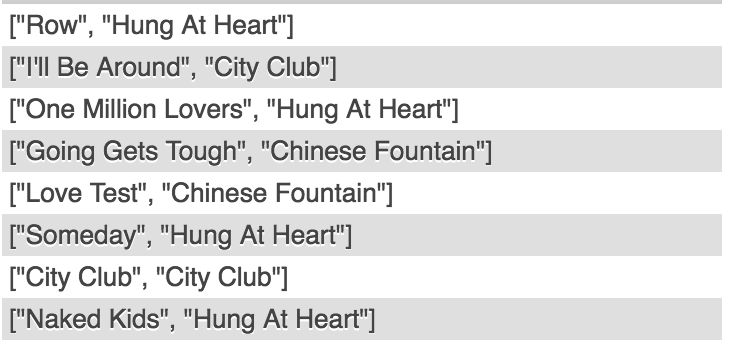 ["Row", "Hung At Heart"]
["I'll Be Around", "City Club"]
["One Million Lovers", "Hung At Heart"]
["Going Gets Tough", "Chinese Fountain"]
["Love Test", "Chinese Fountain"]
["Someday", "Hung At Heart"]
["City Club", "City Club"]
["Naked Kids", "Hung At Heart"]